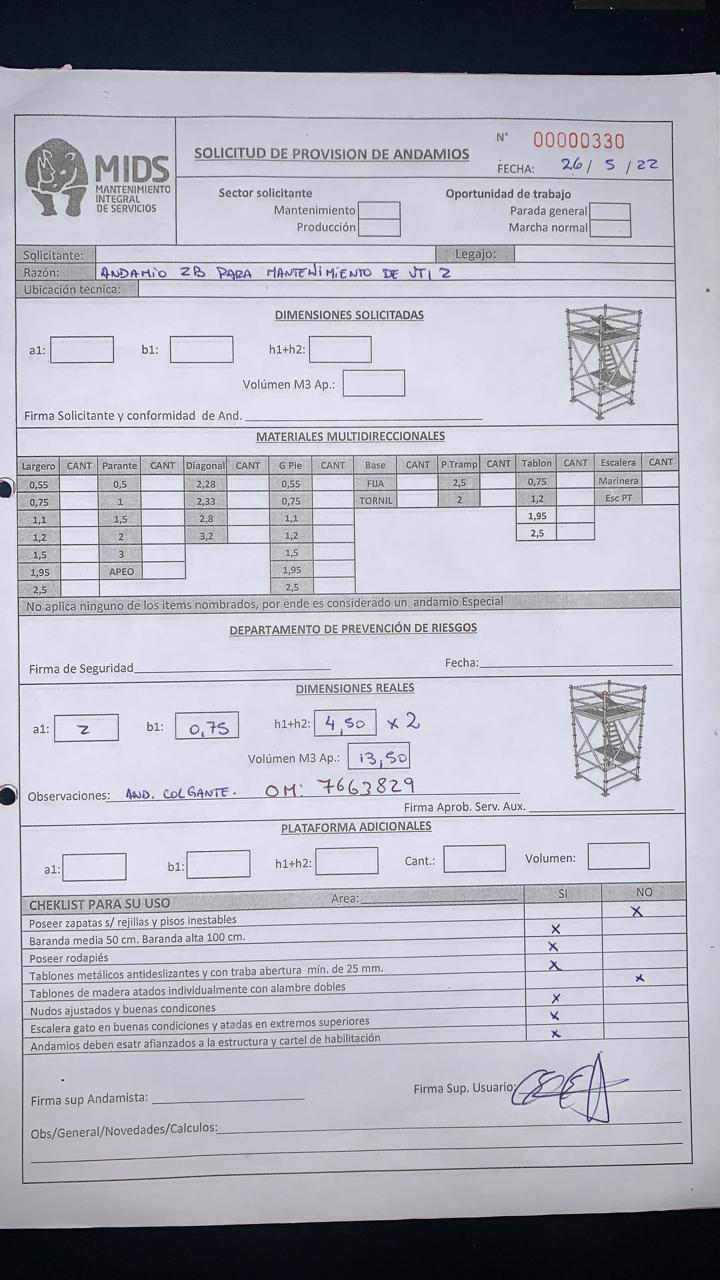 MIDS
MANTENIMIENTO
INTEGRAL
DE SERVICIOS
SOLICITUD DE PROVISION DE ANDAMIOS
N° 00000330
FECHA: 26 / 5 / 22
Sector solicitante
Mantenimiento
Producción
Oportunidad de trabajo
Parada general
Marcha normal
Solicitante: Legajo:
Razón: ANDAMIO 2B PARA MANTENIMIENTO DE VTI 2
Ubicación tecnica:
DIMENSIONES SOLICITADAS
a1: b1: h1+h2:
Volúmen M3 Ap.:
Firma Solicitante y conformidad de And.
MATERIALES MULTIDIRECCIONALES
Largero CANT Parante CANT Diagonal CANT G Pie CANT Base CANT P Tramp CANT Tablon CANT Escalera CANT
0,55 0,5 2,28 0,55 FIJA 2,5 0,75 Marinera
0,75 1 2,33 0,75 TORNIL 2 1,2 Esc PT
1,1 1,5 2,8 1,1 1,95
1,2 2 3,2 1,2 2,5
1,5 3 1,5
1,95 APEO 1,95
2,5 2,5
No aplica ninguno de los items nombrados, por ende es considerado un andamio Especial
DEPARTAMENTO DE PREVENCIÓN DE RIESGOS
Firma de Seguridad Fecha:
DIMENSIONES REALES
a1: 2 b1: 0,75 h1+h2: 4,50 x 2
Volúmen M3 Ap.: 13,50
Observaciones: AND. COLGANTE. OM: 7663829
Firma Aprob. Serv. Aux.
PLATAFORMA ADICIONALES
a1: b1: h1+h2: Cant.: Volumen:
CHEKLIST PARA SU USO Area: SI NO
Poseer zapatas s/ rejillas y pisos inestables X
Baranda media 50 cm. Baranda alta 100 cm. X
Poseer rodapiés X
Tablones metálicos antideslizantes y con traba abertura mín. de 25 mm. X
Tablones de madera atados individualmente con alambre dobles X
Nudos ajustados y buenas condicones X
Escalera gato en buenas condiciones y atadas en extremos superiores X
Andamios deben esatr afianzados a la estructura y cartel de habilitación X
Firma sup Andamista: Firma Sup. Usuario:
Obs/General/Novedades/Calculos: